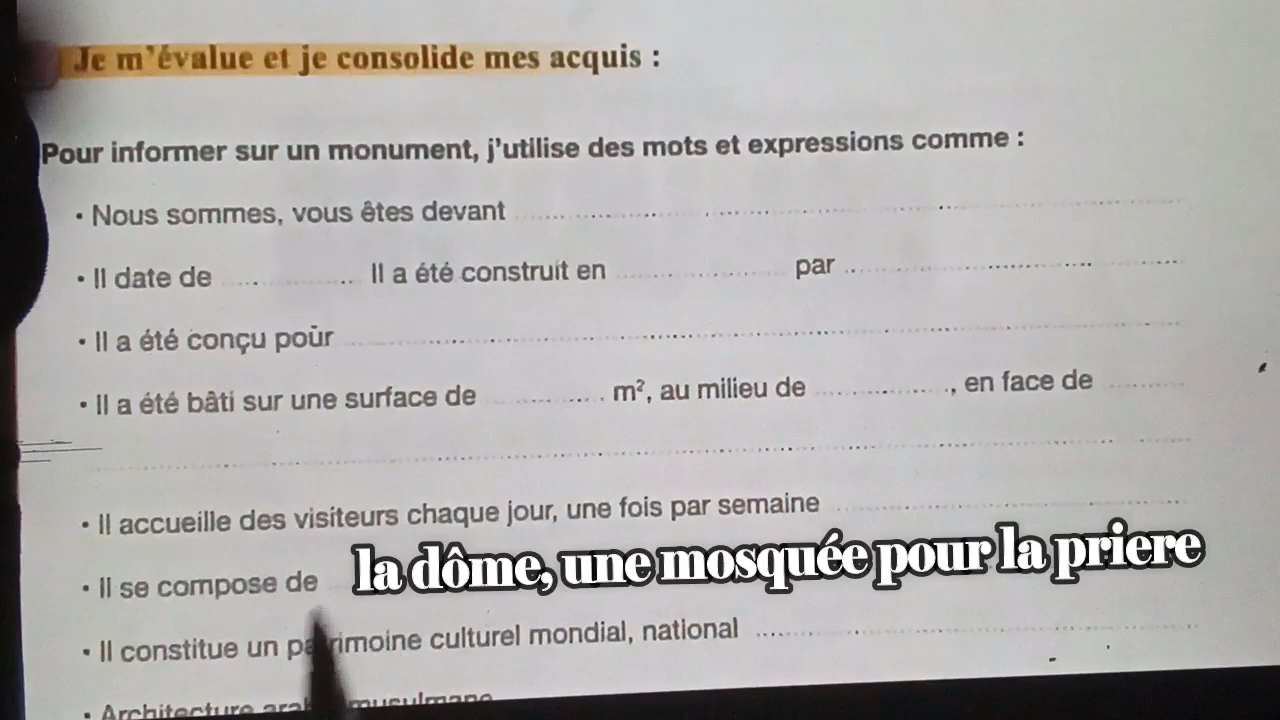 Je m'évalue et je consolide mes acquis :
Pour informer sur un monument, j'utilise des mots et expressions comme :
• Nous sommes, vous êtes devant ....................
• Il date de .................... Il a été construit en .................... par ....................
• Il a été conçu pour ....................
• Il a été bâti sur une surface de .................... m², au milieu de ...................., en face de ....................
....................
• Il accueille des visiteurs chaque jour, une fois par semaine ....................
• Il se compose de la dôme, une mosquée pour la priere
• Il constitue un patrimoine culturel mondial, national ....................
• Architecture musulmane